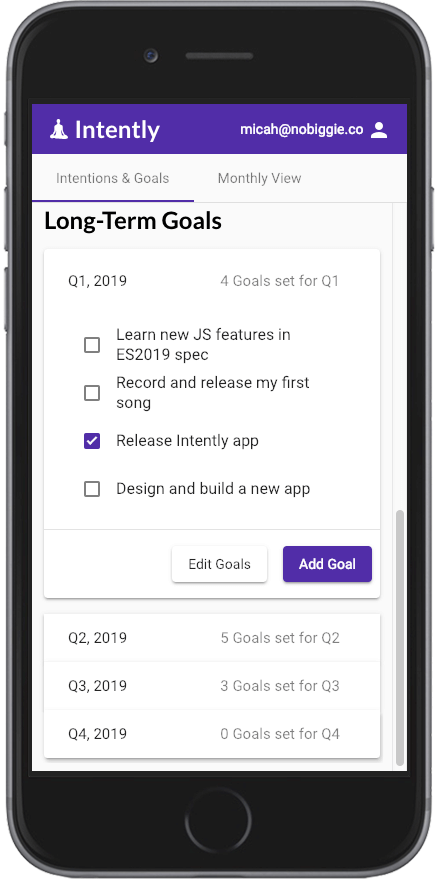 Intently
micah@nobiggie.co
Intentions & Goals
Monthly View
Long-Term Goals
Q1, 2019
4 Goals set for Q1
Learn new JS features in
ES2019 spec
Record and release my first
song
Release Intently app
Design and build a new app
Edit Goals
Add Goal
Q2, 2019
5 Goals set for Q2
Q3, 2019
3 Goals set for Q3
Q4, 2019
0 Goals set for Q4